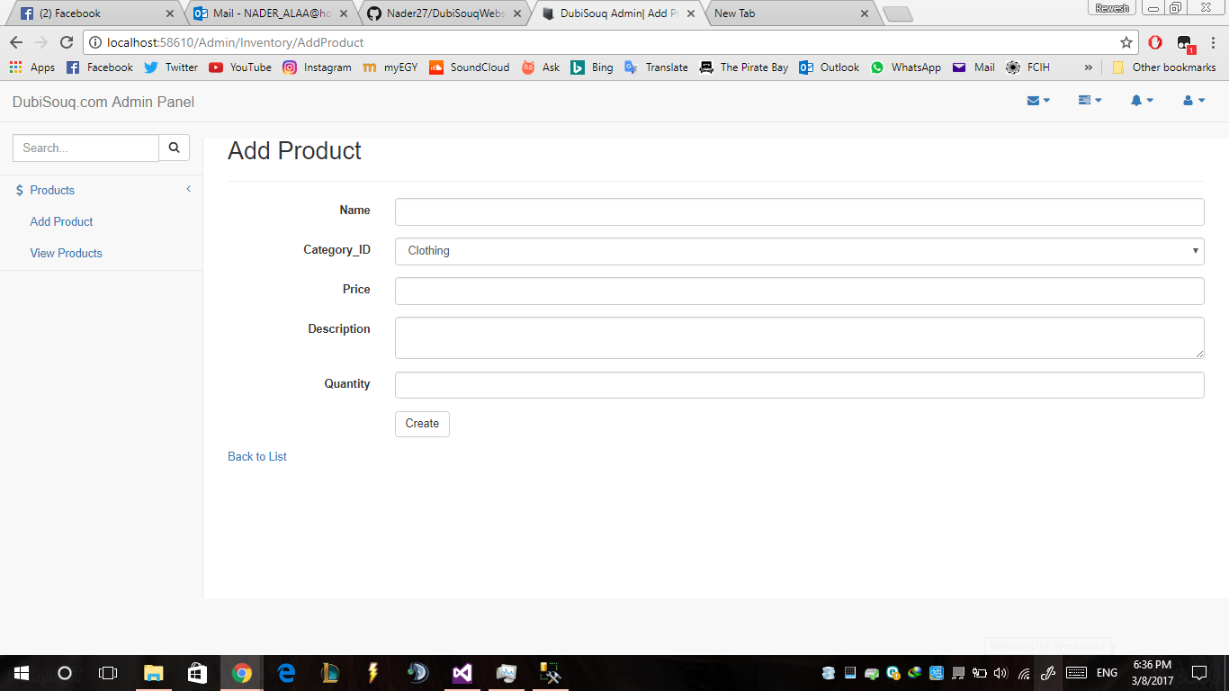 (2) Facebook
Mail - NADER_ALAA@ho
Nader27/DubiSouqWebs
DubiSouq Admin| Add P
New Tab
Rewesh
localhost:58610/Admin/Inventory/AddProduct
1
Apps Facebook Twitter YouTube Instagram myEGY SoundCloud Ask Bing Translate The Pirate Bay Outlook WhatsApp Mail FCIH » Other bookmarks
DubiSouq.com Admin Panel
Search...
Add Product
$ Products
Add Product
View Products
Name
Category_ID Clothing
Price
Description
Quantity
Create
Back to List
ENG
6:36 PM
3/8/2017